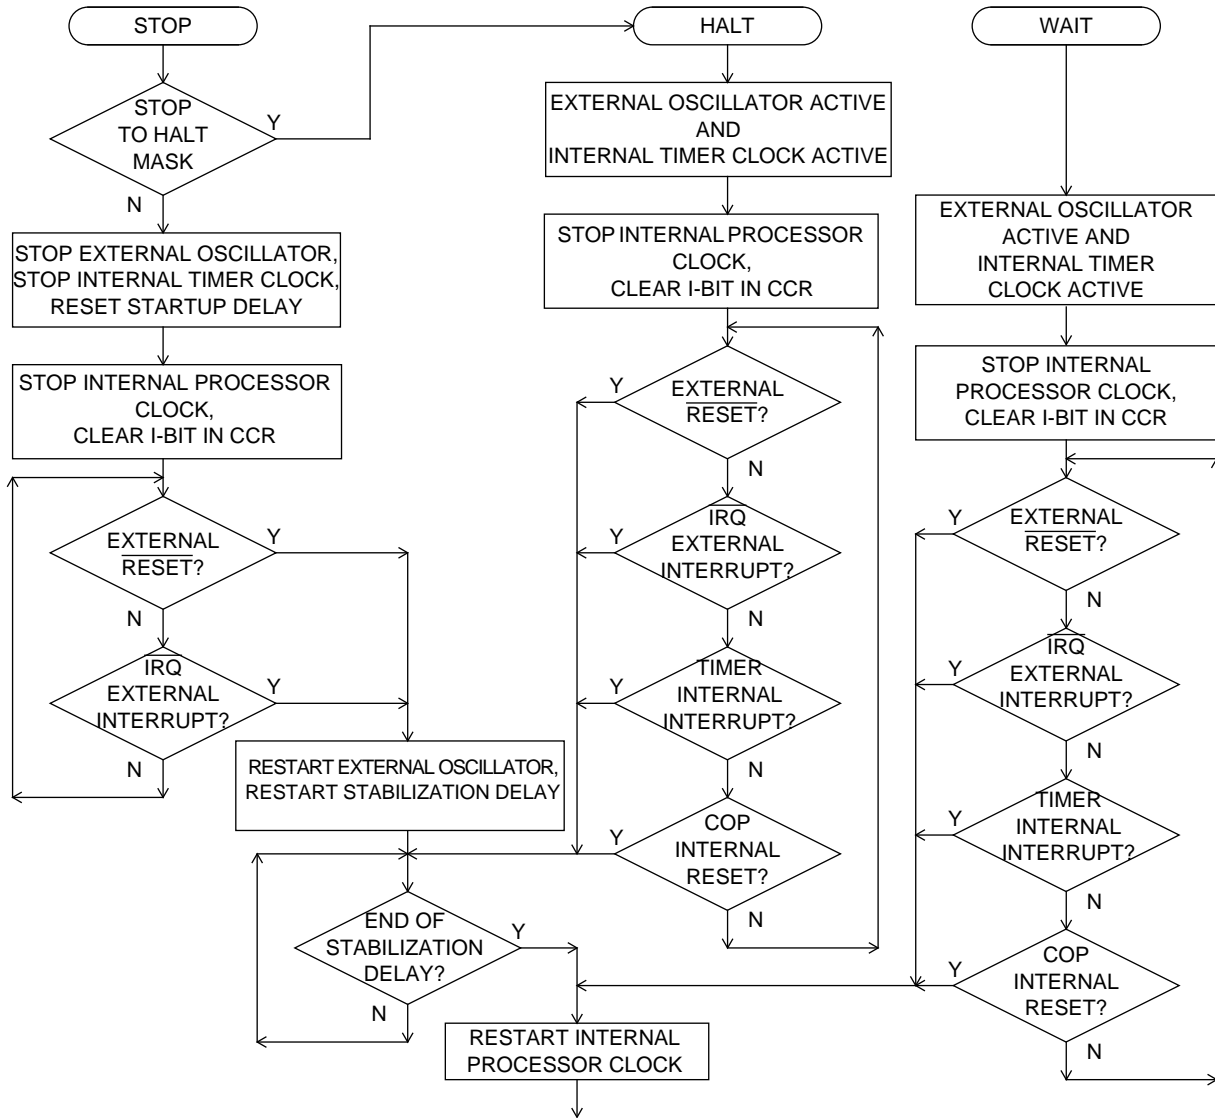 STOP
STOP
TO HALT
MASK
Y
N
STOP EXTERNAL OSCILLATOR,
STOP INTERNAL TIMER CLOCK,
RESET STARTUP DELAY
STOP INTERNAL PROCESSOR
CLOCK,
CLEAR I-BIT IN CCR
EXTERNAL
RESET?
Y
N
IRQ
EXTERNAL
INTERRUPT?
Y
N
RESTART EXTERNAL OSCILLATOR,
RESTART STABILIZATION DELAY
END OF
STABILIZATION
DELAY?
Y
N
RESTART INTERNAL
PROCESSOR CLOCK
HALT
EXTERNAL OSCILLATOR ACTIVE
AND
INTERNAL TIMER CLOCK ACTIVE
STOP INTERNAL PROCESSOR
CLOCK,
CLEAR I-BIT IN CCR
Y
EXTERNAL
RESET?
N
Y
IRQ
EXTERNAL
INTERRUPT?
N
Y
TIMER
INTERNAL
INTERRUPT?
N
Y
COP
INTERNAL
RESET?
N
WAIT
EXTERNAL OSCILLATOR
ACTIVE AND
INTERNAL TIMER
CLOCK ACTIVE
STOP INTERNAL
PROCESSOR CLOCK,
CLEAR I-BIT IN CCR
Y
EXTERNAL
RESET?
N
Y
IRQ
EXTERNAL
INTERRUPT?
N
Y
TIMER
INTERNAL
INTERRUPT?
N
Y
COP
INTERNAL
RESET?
N